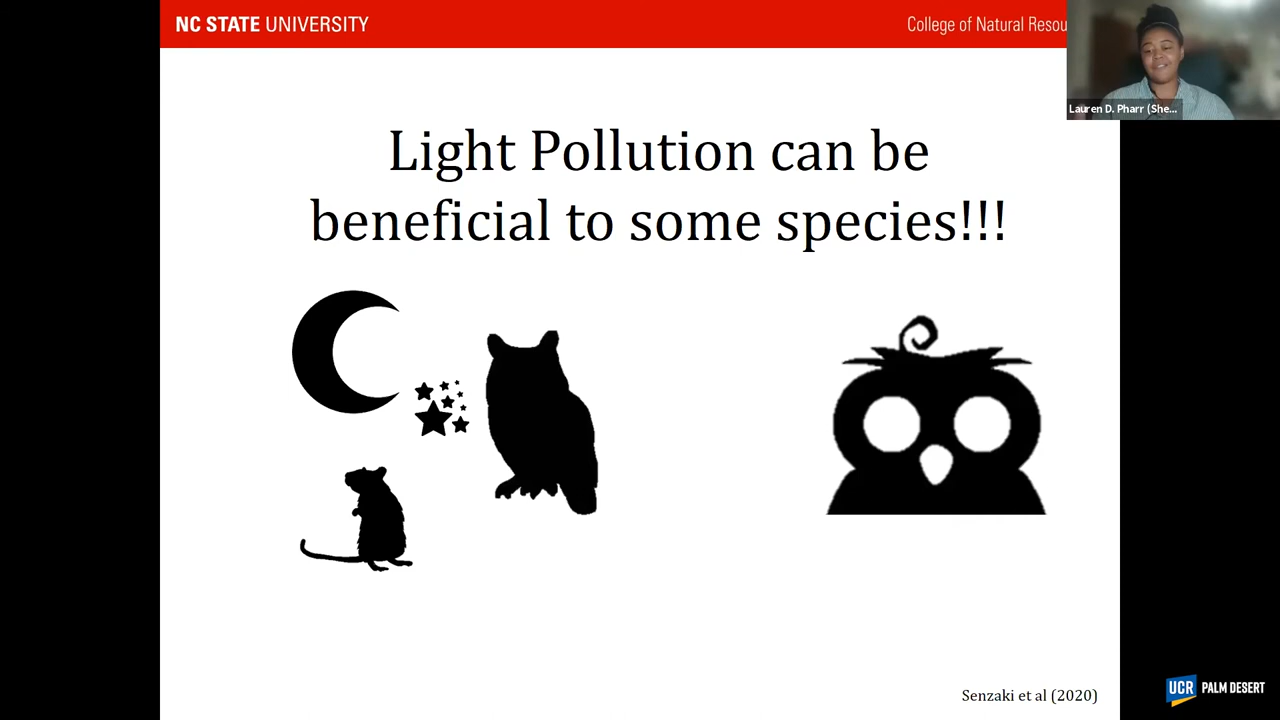 NC STATE UNIVERSITY
College of Natural Resou
Lauren D. Pharr (She...
Light Pollution can be
beneficial to some species!!!
Senzaki et al (2020)
UCR PALM DESERT